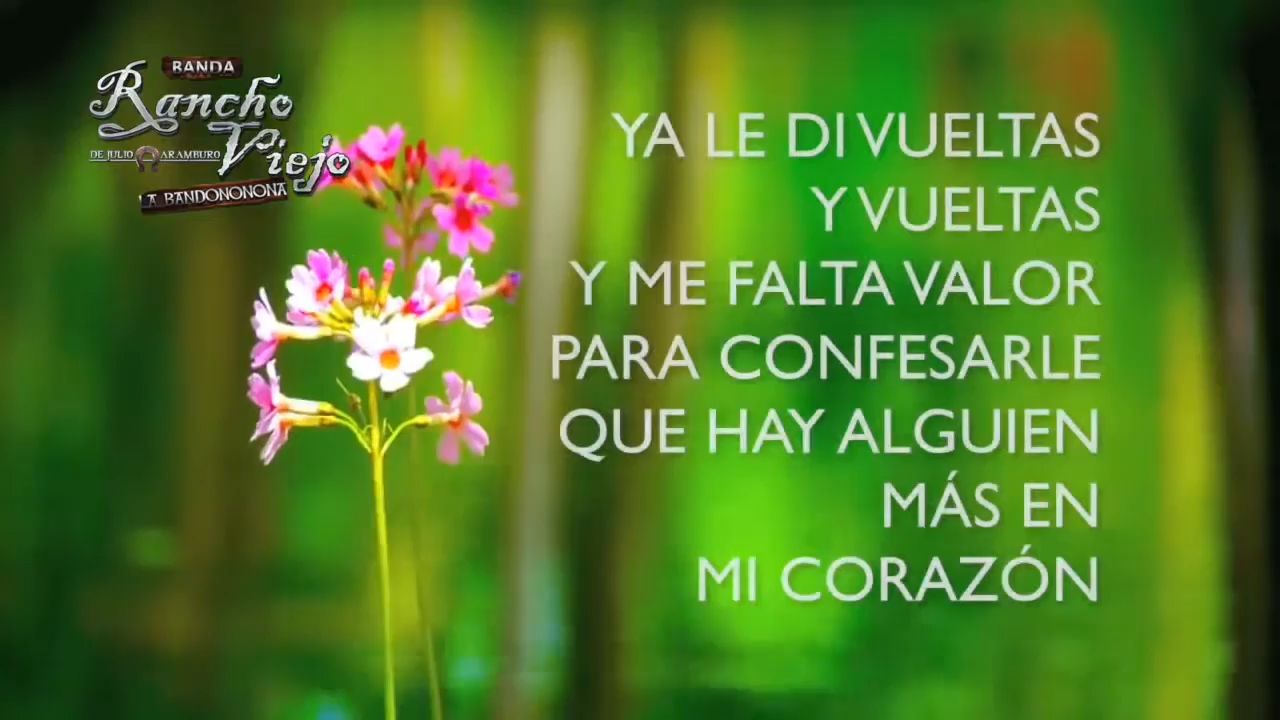 BANDA
Rancho
Viejo
DE JULIO ARAMBURO
LA BANDONONONA
YA LE DI VUELTAS
Y VUELTAS
Y ME FALTA VALOR
PARA CONFESARLE
QUE HAY ALGUIEN
MÁS EN
MI CORAZÓN